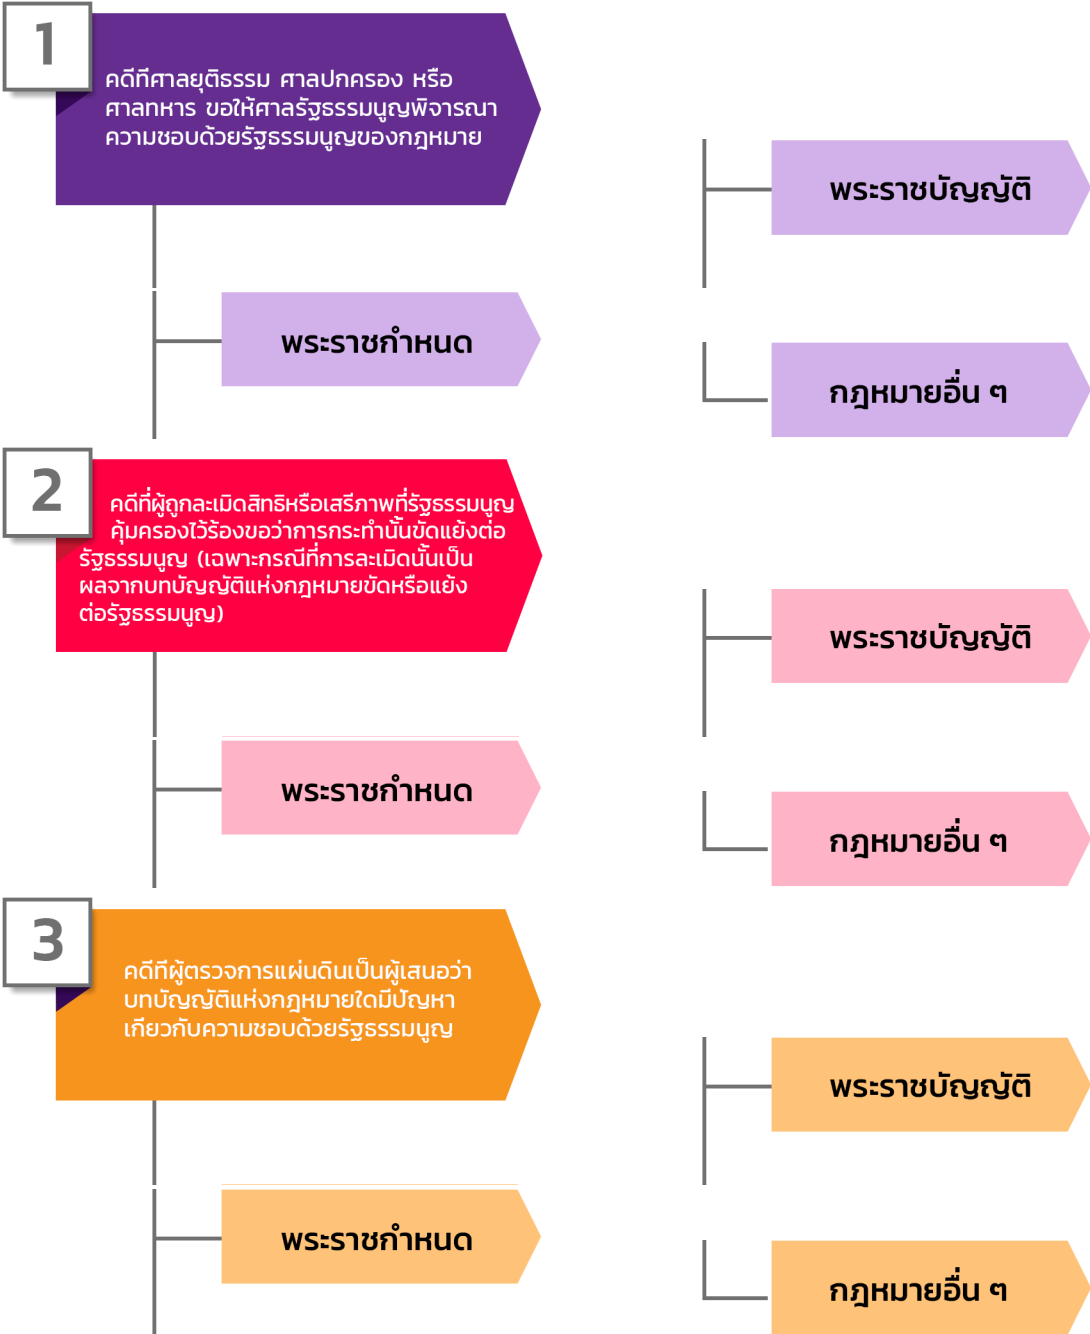 1
คดีทีศาลยุติธรรม ศาลปกครอง หรือ
ศาลทหาร ขอให้ศาลรัฐธรรมนูญพิจารณา
ความชอบด้วยรัฐธรรมนูญของกฎหมาย
พระราชบัญญัติ
พระราชกำหนด
กฎหมายอื่น ๆ
2
คดีที่ผู้ถูกละเมิดสิทธิหรือเสรีภาพที่รัฐธรรมนูญ
คุ้มครองไว้ร้องขอว่าการกระทำนั้นขัดแย้งต่อ
รัฐธรรมนูญ (เฉพาะกรณีที่การละเมิดนั้นเป็น
ผลจากบทบัญญัติแห่งกฎหมายขัดหรือแย้ง
ต่อรัฐธรรมนูญ)
พระราชบัญญัติ
พระราชกำหนด
กฎหมายอื่น ๆ
3
คดีทีผู้ตรวจการแผ่นดินเป็นผู้เสนอว่า
บทบัญญัติแห่งกฎหมายใดมีปัญหา
เกียวกับความชอบด้วยรัฐธรรมนูญ
พระราชบัญญัติ
พระราชกำหนด
กฎหมายอื่น ๆ